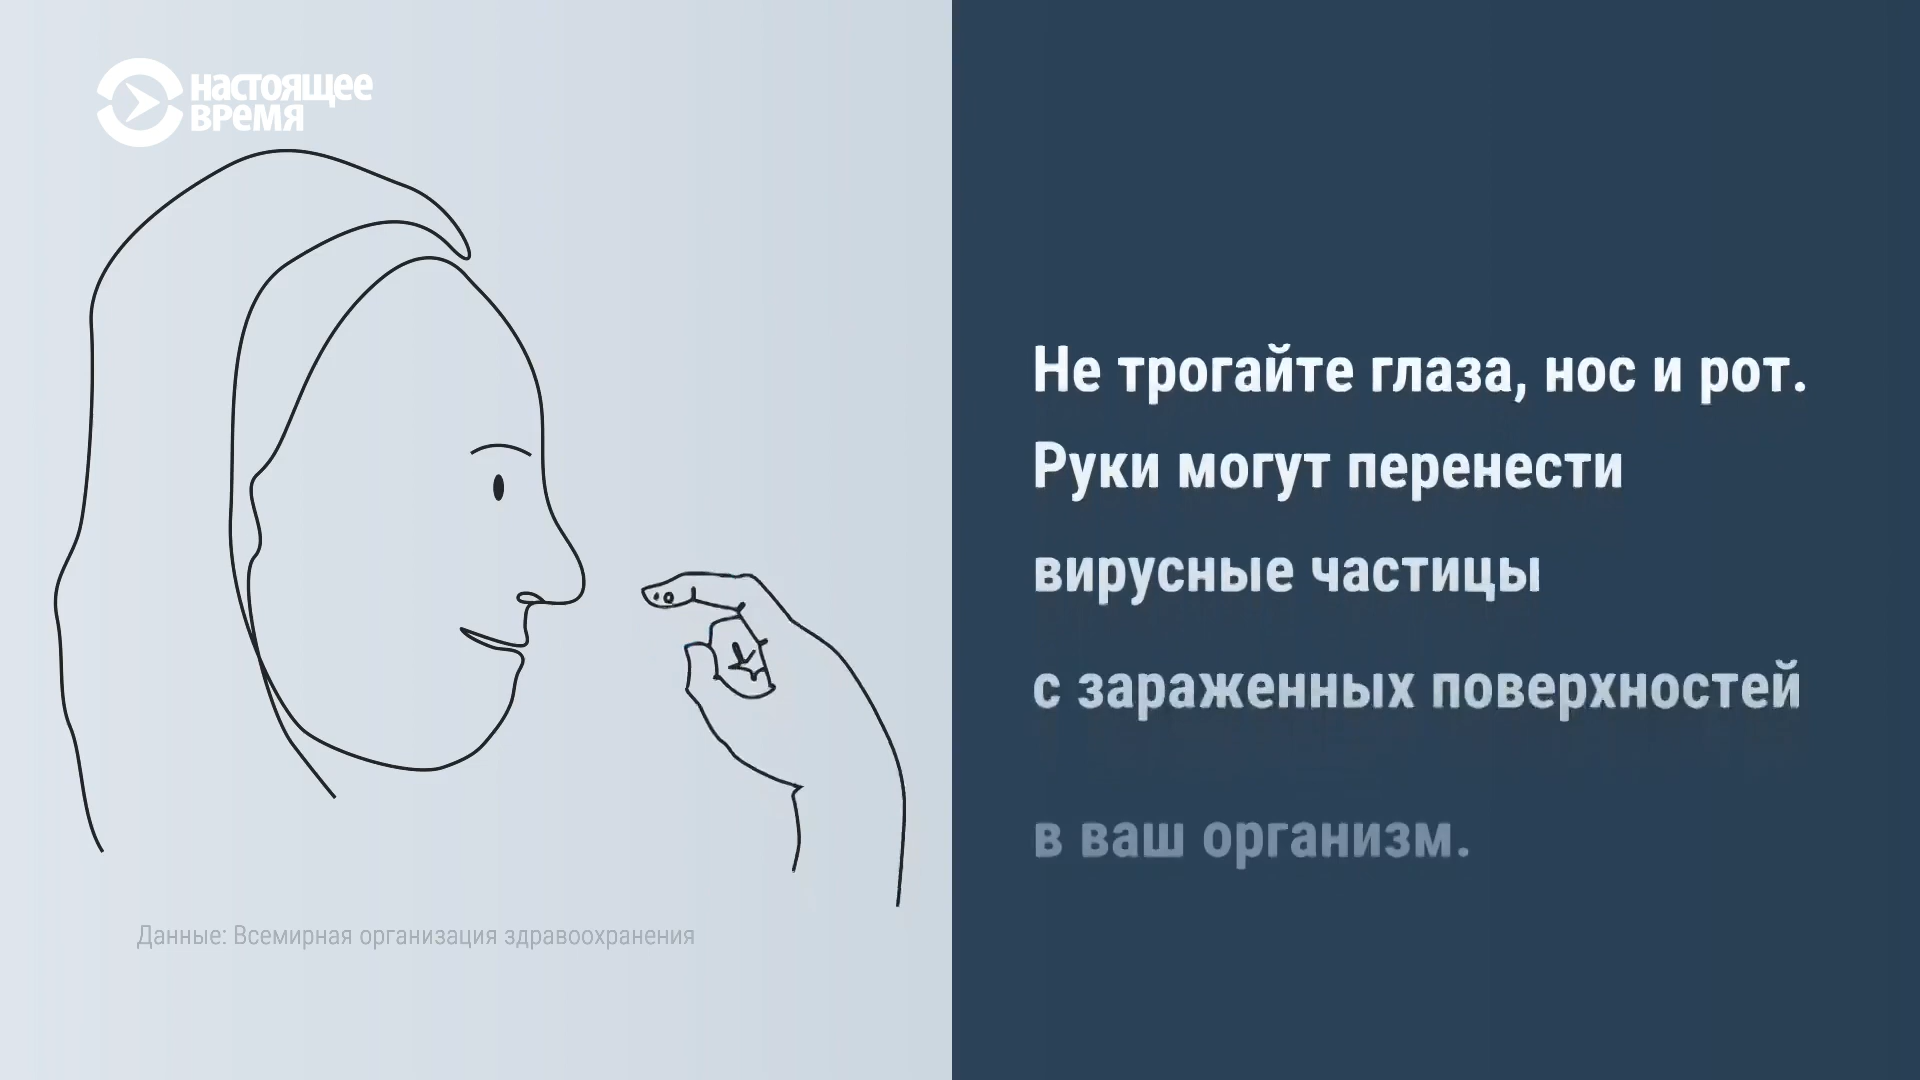 настоящее
время
Не трогайте глаза, нос и рот.
Руки могут перенести
вирусные частицы
с зараженных поверхностей
в ваш организм.
Данные: Всемирная организация здравоохранения